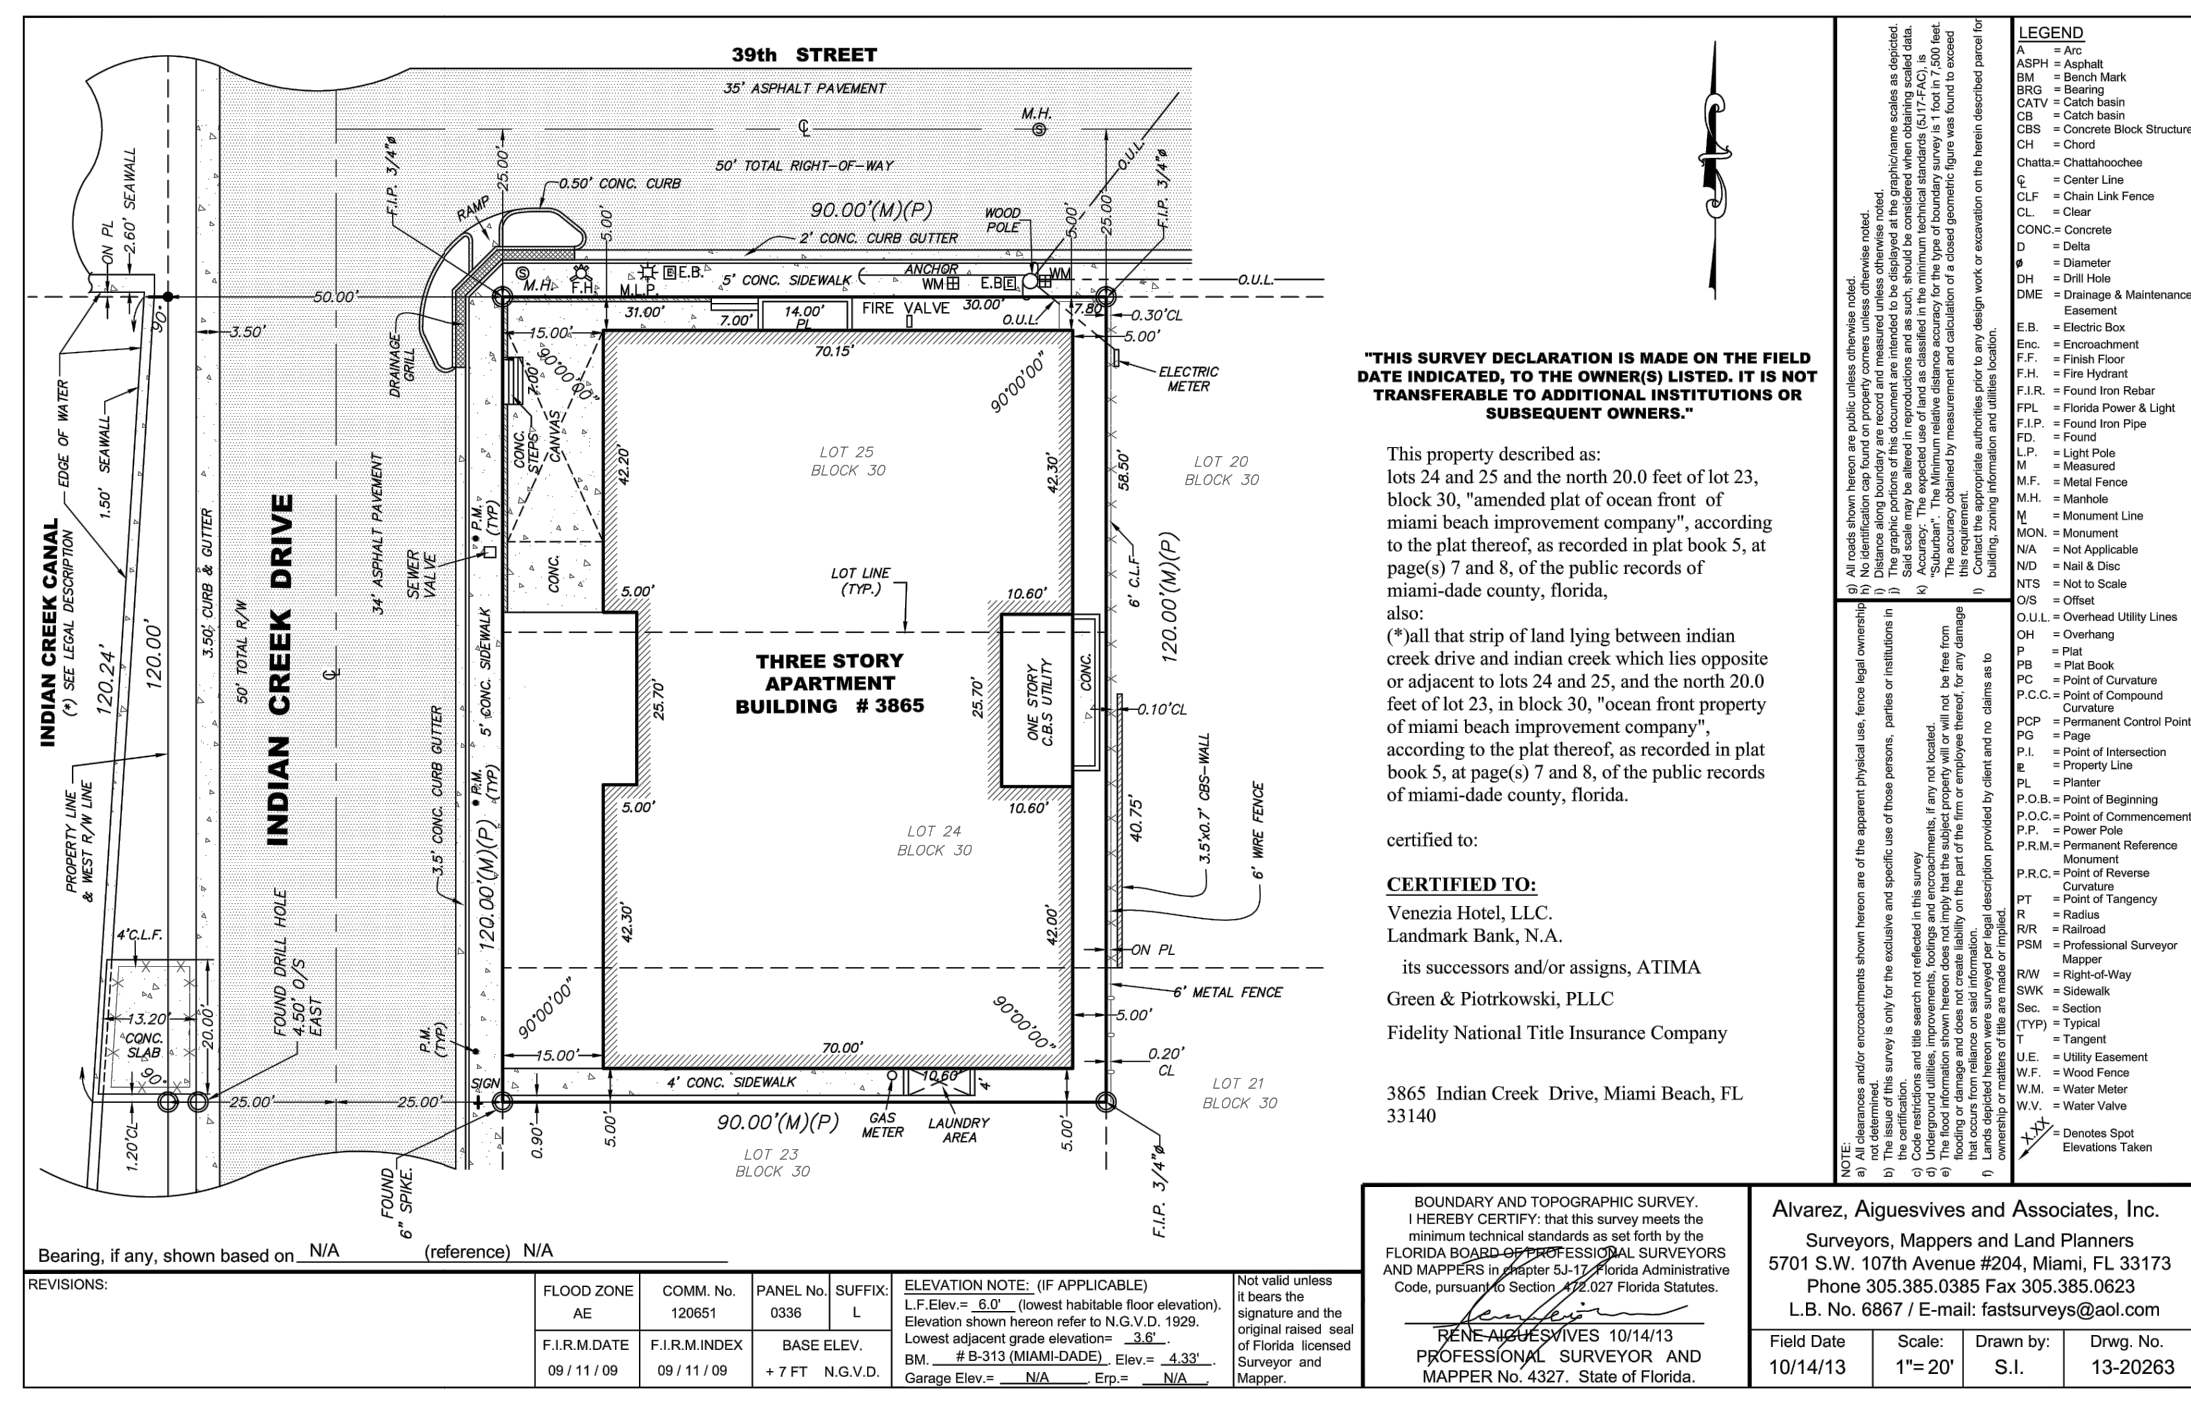 39th STREET
35' ASPHALT PAVEMENT
M.H.
S
50' TOTAL RIGHT-OF-WAY
O.U.L.
25.00'
0.50' CONC. CURB
F.I.P. 3/4"ø
RAMP
5.00'
90.00'(M)(P)
WOOD
POLE
5.00'
25.00'
F.I.P. 3/4"ø
2' CONC. CURB GUTTER
ON PL
2.60' SEAWALL
S
M.H.
F.H.
M.L.P.
E E.B.
5' CONC. SIDEWALK
ANCHOR
WM
E.B E
WM
O.U.L.
50.00'
90°
3.50'
15.00'
31.00'
7.00'
14.00'
PL
FIRE VALVE
30.00'
O.U.L.
7.80
0.30'CL
5.00'
70.15'
DRAINAGE
GRILL
7.00'
90°00'00"
90°00'00"
ELECTRIC
METER
CONC.
STEPS
CANVAS
EDGE OF WATER
1.50' SEAWALL
LOT 25
BLOCK 30
LOT 20
BLOCK 30
42.20'
42.30'
58.50'
INDIAN CREEK CANAL
(*) SEE LEGAL DESCRIPTION
3.50' CURB & GUTTER
INDIAN CREEK DRIVE
34' ASPHALT PAVEMENT
P.M.
(TYP)
SEWER
VALVE
CONC.
6' C.L.F
120.00'(M)(P)
LOT LINE
(TYP.)
5.00'
10.60'
120.24'
120.00'
50' TOTAL R/W
5' CONC. SIDEWALK
THREE STORY
APARTMENT
BUILDING # 3865
25.70'
25.70'
ONE STORY
C.B.S UTILITY
CONC.
0.10'CL
P.M.
(TYP)
5.00'
10.60'
3.5' CONC. CURB GUTTER
PROPERTY LINE
& WEST R/W LINE
LOT 24
BLOCK 30
40.75'
3.5'x0.7' CBS-WALL
6' WIRE FENCE
120.00'(M)(P)
42.30'
42.00'
4'C.L.F.
FOUND DRILL HOLE
4.50' O/S
EAST
ON PL
6' METAL FENCE
13.20'
CONC.
SLAB
90°
20.00'
P.M.
(TYP)
90°00'00"
90°00'00"
15.00'
70.00'
5.00'
0.20'
CL
SIGN
4' CONC. SIDEWALK
10.60'
4'
LOT 21
BLOCK 30
25.00'
25.00'
1.20'CL
0.90'
5.00'
90.00'(M)(P)
GAS
METER
LAUNDRY
AREA
5.00'
LOT 23
BLOCK 30
FOUND
6" SPIKE.
F.I.P. 3/4"ø
"THIS SURVEY DECLARATION IS MADE ON THE FIELD
DATE INDICATED, TO THE OWNER(S) LISTED. IT IS NOT
TRANSFERABLE TO ADDITIONAL INSTITUTIONS OR
SUBSEQUENT OWNERS."
This property described as:
lots 24 and 25 and the north 20.0 feet of lot 23,
block 30, "amended plat of ocean front of
miami beach improvement company", according
to the plat thereof, as recorded in plat book 5, at
page(s) 7 and 8, of the public records of
miami-dade county, florida,
also:
(*)all that strip of land lying between indian
creek drive and indian creek which lies opposite
or adjacent to lots 24 and 25, and the north 20.0
feet of lot 23, in block 30, "ocean front property
of miami beach improvement company",
according to the plat thereof, as recorded in plat
book 5, at page(s) 7 and 8, of the public records
of miami-dade county, florida.
certified to:
CERTIFIED TO:
Venezia Hotel, LLC.
Landmark Bank, N.A.
its successors and/or assigns, ATIMA
Green & Piotrkowski, PLLC
Fidelity National Title Insurance Company
3865 Indian Creek Drive, Miami Beach, FL
33140
g) All roads shown hereon are public unless otherwise noted.
h) No identification cap found on property corners unless otherwise noted.
i) Distance along boundary are record and measured unless otherwise noted.
j) The graphic portions of this document are intended to be displayed at the graphic/name scales as depicted.
Said scale may be altered in reproductions and as such, should be considered when obtaining scaled data.
k) Accuracy: The expected use of land as classified in the minimum technical standards (5J17-FAC), is
"Suburban". The Minimum relative distance accuracy for the type of boundary survey is 1 foot in 7,500 feet.
The accuracy obtained by measurement and calculation of a closed geometric figure was found to exceed
this requirement.
l) Contact the appropriate authorities prior to any design work or excavation on the herein described parcel for
building, zoning information and utilities location.
NOTE:
a) All clearances and/or encroachments shown hereon are of the apparent physical use, fence legal ownership
not determined.
b) The issue of this survey is only for the exclusive and specific use of those persons, parties or institutions in
the certification.
c) Code restrictions and title search not reflected in this survey
d) Underground utilities, improvements, footings and encroachments, if any not located.
e) The flood information shown hereon does not imply that the subject property will or will not be free from
flooding or damage and does not create liability on the part of the firm or employee thereof, for any damage
that occurs from reliance on said information.
f) Lands depicted hereon were surveyed per legal description provided by client and no claims as to
ownership or matters of title are made or implied.
LEGEND
A = Arc
ASPH = Asphalt
BM = Bench Mark
BRG = Bearing
CATV = Catch basin
CB = Catch basin
CBS = Concrete Block Structure
CH = Chord
Chatta.= Chattahoochee
℄ = Center Line
CLF = Chain Link Fence
CL. = Clear
CONC.= Concrete
D = Delta
ø = Diameter
DH = Drill Hole
DME = Drainage & Maintenance
Easement
E.B. = Electric Box
Enc. = Encroachment
F.F. = Finish Floor
F.H. = Fire Hydrant
F.I.R. = Found Iron Rebar
FPL = Florida Power & Light
F.I.P. = Found Iron Pipe
FD. = Found
L.P. = Light Pole
M = Measured
M.F. = Metal Fence
M.H. = Manhole
ML = Monument Line
MON. = Monument
N/A = Not Applicable
N/D = Nail & Disc
NTS = Not to Scale
O/S = Offset
O.U.L. = Overhead Utility Lines
OH = Overhang
P = Plat
PB = Plat Book
PC = Point of Curvature
P.C.C. = Point of Compound
Curvature
PCP = Permanent Control Point
PG = Page
P.I. = Point of Intersection
PL = Property Line
PL = Planter
P.O.B. = Point of Beginning
P.O.C. = Point of Commencement
P.P. = Power Pole
P.R.M.= Permanent Reference
Monument
P.R.C. = Point of Reverse
Curvature
PT = Point of Tangency
R = Radius
R/R = Railroad
PSM = Professional Surveyor
Mapper
R/W = Right-of-Way
SWK = Sidewalk
Sec. = Section
(TYP) = Typical
T = Tangent
U.E. = Utility Easement
W.F. = Wood Fence
W.M. = Water Meter
W.V. = Water Valve
X.XX = Denotes Spot
Elevations Taken
Bearing, if any, shown based on N/A (reference) N/A
REVISIONS:
FLOOD ZONE
AE
COMM. No.
120651
PANEL No.
0336
SUFFIX:
L
F.I.R.M.DATE
09 / 11 / 09
F.I.R.M.INDEX
09 / 11 / 09
BASE ELEV.
+ 7 FT N.G.V.D.
ELEVATION NOTE: (IF APPLICABLE)
L.F.Elev.= 6.0' (lowest habitable floor elevation).
Elevation shown hereon refer to N.G.V.D. 1929.
Lowest adjacent grade elevation= 3.6' .
BM. # B-313 (MIAMI-DADE) . Elev.= 4.33' .
Garage Elev.= N/A . Erp.= N/A .
Not valid unless
it bears the
signature and the
original raised seal
of Florida licensed
Surveyor and
Mapper.
BOUNDARY AND TOPOGRAPHIC SURVEY.
I HEREBY CERTIFY: that this survey meets the
minimum technical standards as set forth by the
FLORIDA BOARD OF PROFESSIONAL SURVEYORS
AND MAPPERS in chapter 5J-17, Florida Administrative
Code, pursuant to Section 472.027 Florida Statutes.
RENE AIGUESVIVES 10/14/13
PROFESSIONAL SURVEYOR AND
MAPPER No. 4327. State of Florida.
Alvarez, Aiguesvives and Associates, Inc.
Surveyors, Mappers and Land Planners
5701 S.W. 107th Avenue #204, Miami, FL 33173
Phone 305.385.0385 Fax 305.385.0623
L.B. No. 6867 / E-mail: fastsurveys@aol.com
Field Date
10/14/13
Scale:
1"= 20'
Drawn by:
S.I.
Drwg. No.
13-20263